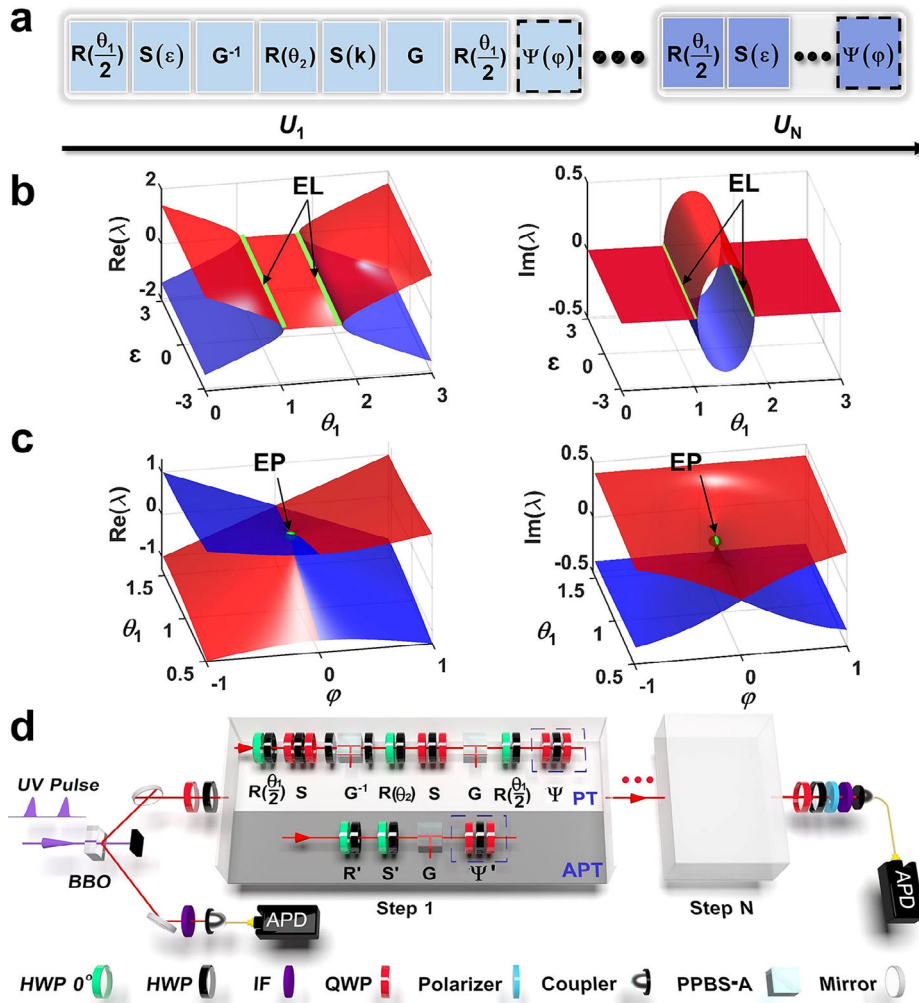 a
R(θ₁/2) S(ε) G⁻¹ R(θ₂) S(k) G R(θ₁/2) Ψ(φ) ••• R(θ₁/2) S(ε) ••• Ψ(φ)
U₁ U_N
b
EL EL
2 0 -2 Re(λ)
0.5 0 -0.5 Im(λ)
3 0 -3 ε
3 0 -3 ε
0 1 2 3 θ₁
0 1 2 3 θ₁
c
EP EP
1 0 -1 Re(λ)
0.5 0 -0.5 Im(λ)
1.5 1 0.5 θ₁
1.5 1 0.5 θ₁
-1 0 1 φ
-1 0 1 φ
d
UV Pulse
BBO
R(θ₁/2) S G⁻¹ R(θ₂) S G R(θ₁/2) Ψ PT
R' S' G Ψ' APT
Step 1 Step N
APD APD
HWP 0° HWP IF QWP Polarizer Coupler PPBS-A Mirror